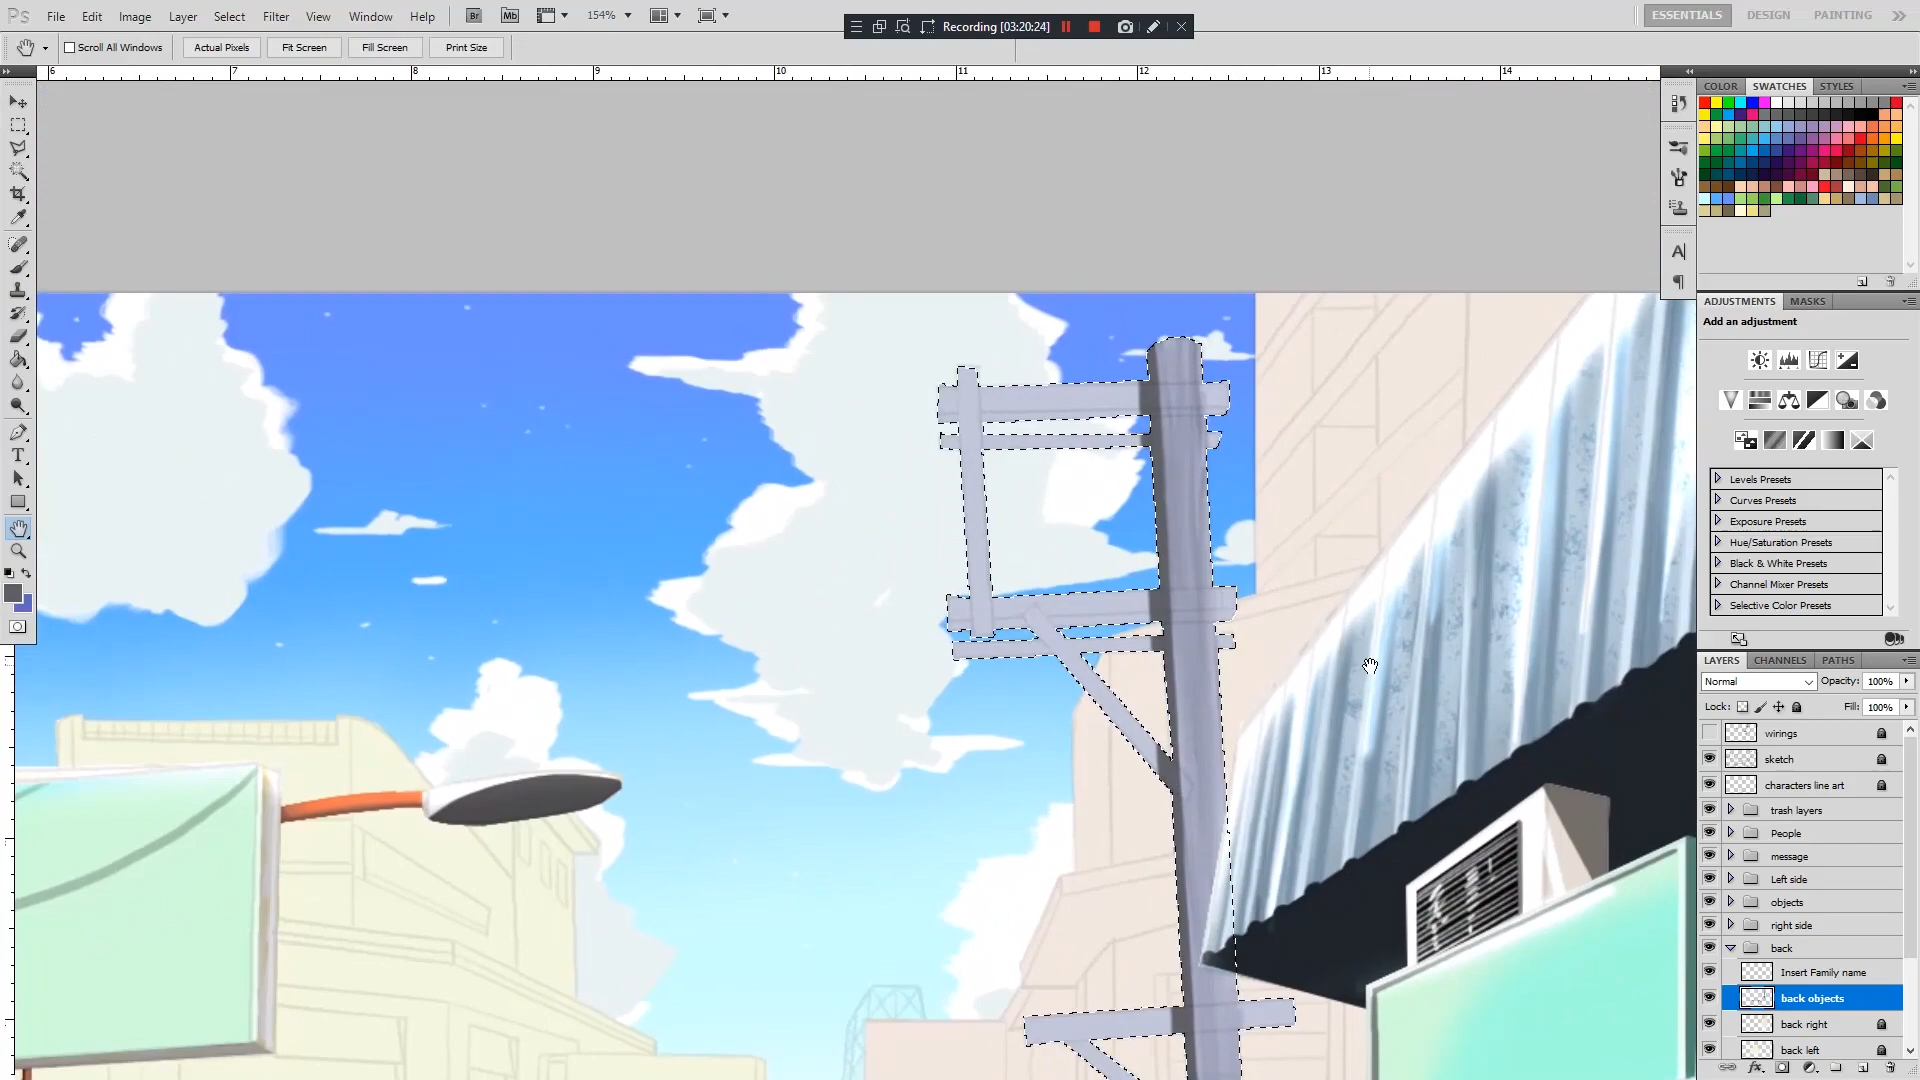 Ps File Edit Image Layer Select Filter View Window Help Br Mb 154% ESSENTIALS DESIGN PAINTING
Recording [03:20:24]
Scroll All Windows Actual Pixels Fit Screen Fill Screen Print Size
6 7 8 9 10 11 12 13 14
COLOR SWATCHES STYLES
ADJUSTMENTS MASKS
Add an adjustment
Levels Presets
Curves Presets
Exposure Presets
Hue/Saturation Presets
Black & White Presets
Channel Mixer Presets
Selective Color Presets
LAYERS CHANNELS PATHS
Normal Opacity: 100%
Lock: Fill: 100%
wirings
sketch
characters line art
trash layers
People
message
Left side
objects
right side
back
Insert Family name
back objects
back right
back left